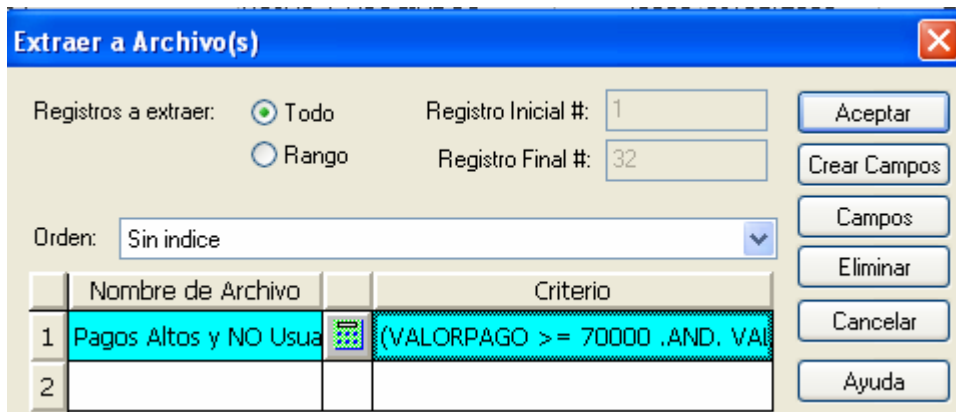 Extraer a Archivo(s)
Registros a extraer: Todo Registro Inicial #: 1 Aceptar
Rango Registro Final #: 32 Crear Campos
Campos
Orden: Sin indice
Eliminar
Nombre de Archivo Criterio
Cancelar
1 Pagos Altos y NO Usua (VALORPAGO >= 70000 .AND. VAL
2 Ayuda